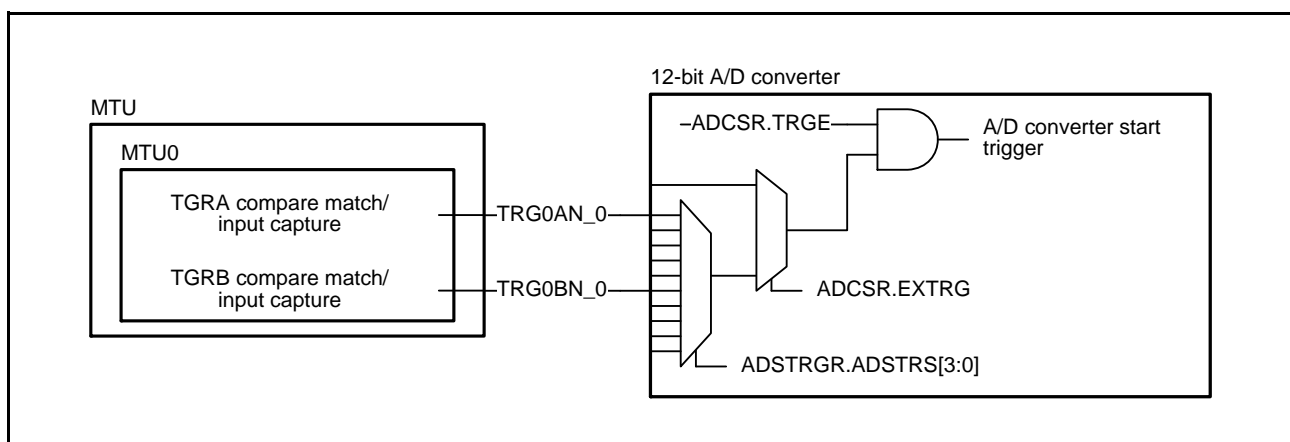 12-bit A/D converter
MTU
ADCSR.TRGE
A/D converter start
trigger
MTU0
TGRA compare match/
input capture
TRG0AN_0
TGRB compare match/
input capture
TRG0BN_0
ADCSR.EXTRG
ADSTRGR.ADSTRS[3:0]